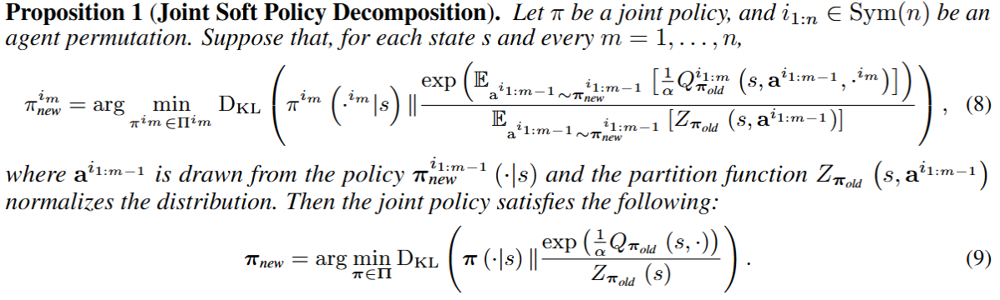 **Proposition 1 (Joint Soft Policy Decomposition).** *Let $\pi$ be a joint policy, and $i_{1:n} \in \mathrm{Sym}(n)$ be an*
*agent permutation. Suppose that, for each state s and every $m = 1, \ldots, n$,*
$$\pi_{new}^{i_m} = \arg\min_{\pi^{i_m} \in \Pi^{i_m}} \mathrm{D_{KL}} \left( \pi^{i_m} \left( \cdot^{i_m} | s \right) \| \frac{\exp \left( \mathbb{E}_{\mathbf{a}^{i_{1:m-1}} \sim \boldsymbol{\pi}_{new}^{i_{1:m-1}}} \left[ \frac{1}{\alpha} Q_{\boldsymbol{\pi}_{old}}^{i_{1:m}} \left( s, \mathbf{a}^{i_{1:m-1}}, \cdot^{i_m} \right) \right] \right)}{\mathbb{E}_{\mathbf{a}^{i_{1:m-1}} \sim \boldsymbol{\pi}_{new}^{i_{1:m-1}}} \left[ Z_{\boldsymbol{\pi}_{old}} \left( s, \mathbf{a}^{i_{1:m-1}} \right) \right]} \right), \quad (8)$$
*where $\mathbf{a}^{i_{1:m-1}}$ is drawn from the policy $\boldsymbol{\pi}_{new}^{i_{1:m-1}} (\cdot | s)$ and the partition function $Z_{\boldsymbol{\pi}_{old}} \left( s, \mathbf{a}^{i_{1:m-1}} \right)$*
*normalizes the distribution. Then the joint policy satisfies the following:*
$$\boldsymbol{\pi}_{new} = \arg\min_{\boldsymbol{\pi} \in \boldsymbol{\Pi}} \mathrm{D_{KL}} \left( \boldsymbol{\pi} \left( \cdot | s \right) \| \frac{\exp \left( \frac{1}{\alpha} Q_{\boldsymbol{\pi}_{old}} \left( s, \cdot \right) \right)}{Z_{\boldsymbol{\pi}_{old}} \left( s \right)} \right). \quad (9)$$